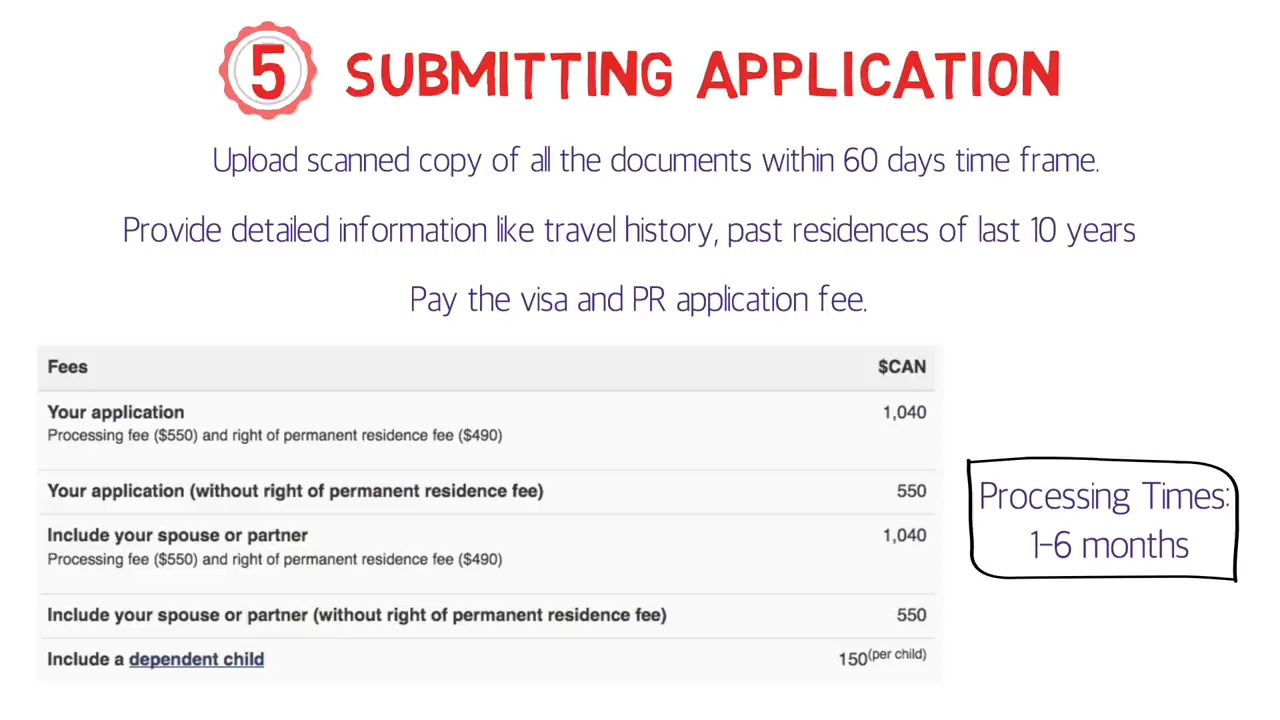 5 SUBMITTING APPLICATION
Upload scanned copy of all the documents within 60 days time frame.
Provide detailed information like travel history, past residences of last 10 years
Pay the visa and PR application fee.
Fees $CAN
Your application 1,040
Processing fee ($550) and right of permanent residence fee ($490)
Your application (without right of permanent residence fee) 550
Include your spouse or partner 1,040
Processing fee ($550) and right of permanent residence fee ($490)
Include your spouse or partner (without right of permanent residence fee) 550
Include a dependent child 150 (per child)
Processing Times:
1-6 months